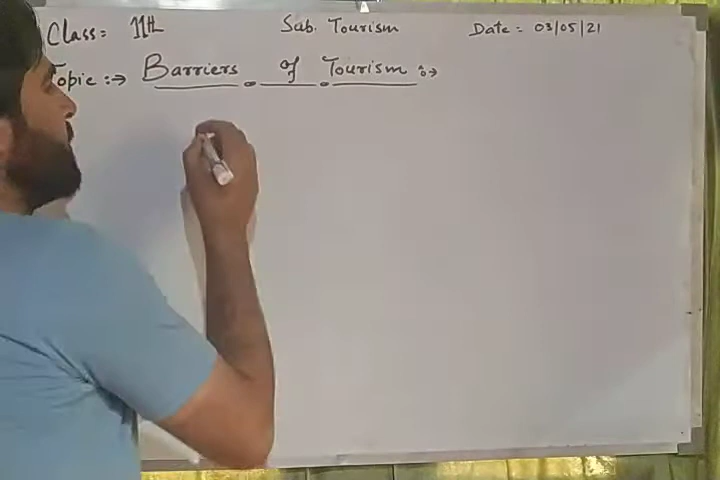 Class: 11th Sub. Tourism Date: 03/05/21
Topic :→ Barriers of Tourism :→